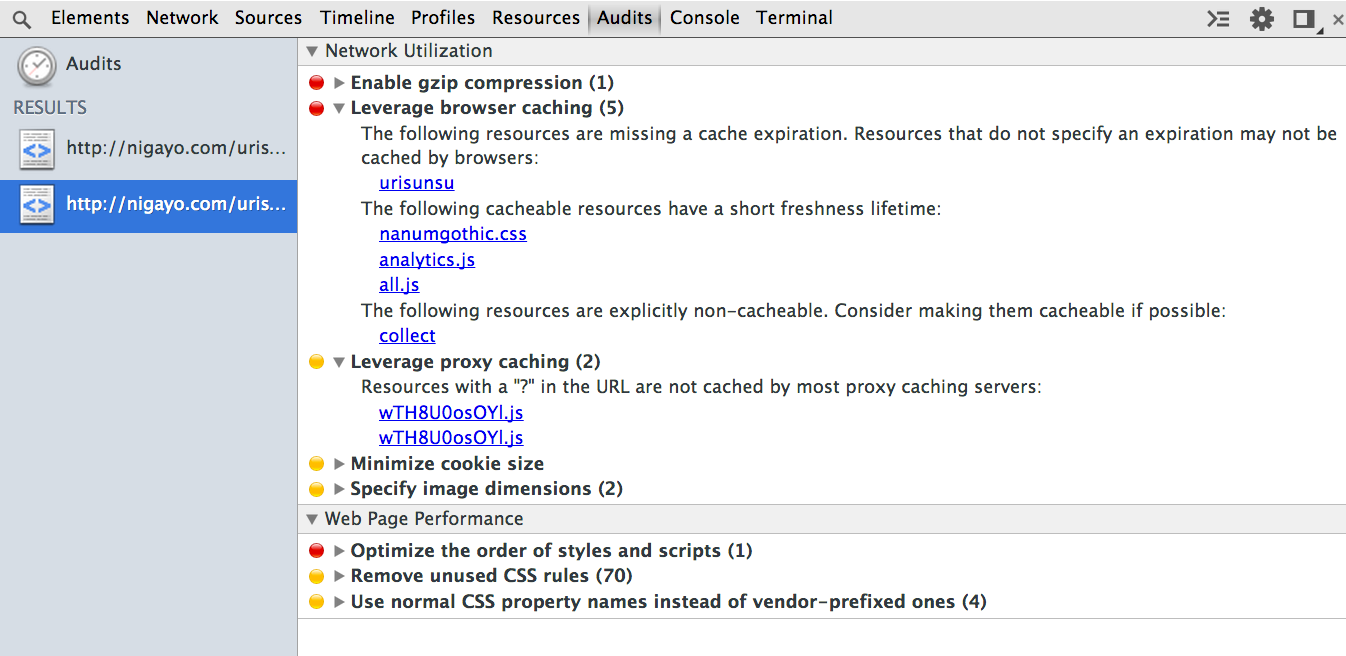 Elements Network Sources Timeline Profiles Resources Audits Console Terminal
Audits
RESULTS
http://nigayo.com/uris...
http://nigayo.com/uris...
Network Utilization
Enable gzip compression (1)
Leverage browser caching (5)
The following resources are missing a cache expiration. Resources that do not specify an expiration may not be
cached by browsers:
urisunsu
The following cacheable resources have a short freshness lifetime:
nanumgothic.css
analytics.js
all.js
The following resources are explicitly non-cacheable. Consider making them cacheable if possible:
collect
Leverage proxy caching (2)
Resources with a "?" in the URL are not cached by most proxy caching servers:
wTH8U0osOYl.js
wTH8U0osOYl.js
Minimize cookie size
Specify image dimensions (2)
Web Page Performance
Optimize the order of styles and scripts (1)
Remove unused CSS rules (70)
Use normal CSS property names instead of vendor-prefixed ones (4)